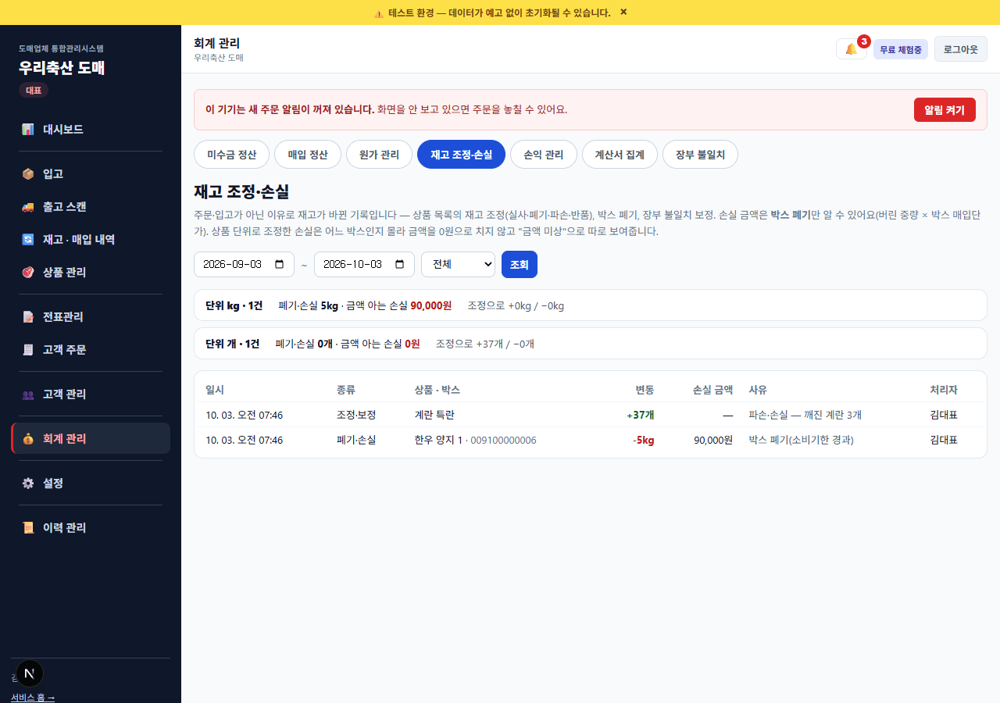 ⚠️ 테스트 환경 — 데이터가 예고 없이 초기화될 수 있습니다. ×
도매업체 통합관리시스템
우리축산 도매
대표
대시보드
입고
출고 스캔
재고 · 매입 내역
상품 관리
전표관리
고객 주문
고객 관리
회계 관리
설정
이력 관리
N
서비스 홈 →
회계 관리
우리축산 도매
3
무료 체험중
로그아웃
이 기기는 새 주문 알림이 꺼져 있습니다. 화면을 안 보고 있으면 주문을 놓칠 수 있어요.
알림 켜기
미수금 정산
매입 정산
원가 관리
재고 조정·손실
손익 관리
계산서 집계
장부 불일치
재고 조정·손실
주문·입고가 아닌 이유로 재고가 바뀐 기록입니다 — 상품 목록의 재고 조정(실사·폐기·파손·반품), 박스 폐기, 장부 불일치 보정. 손실 금액은 박스 폐기만 알 수 있어요(버린 중량 × 박스 매입단
가). 상품 단위로 조정한 손실은 어느 박스인지 몰라 금액을 0원으로 치지 않고 "금액 미상"으로 따로 보여줍니다.
2026-09-03 ~ 2026-10-03 전체 조회
단위 kg · 1건 폐기·손실 5kg · 금액 아는 손실 90,000원 조정으로 +0kg / −0kg
단위 개 · 1건 폐기·손실 0개 · 금액 아는 손실 0원 조정으로 +37개 / −0개
일시 종류 상품 · 박스 변동 손실 금액 사유 처리자
10. 03. 오전 07:46 조정·보정 계란 특란 +37개 — 파손·손실 — 깨진 계란 3개 김대표
10. 03. 오전 07:46 폐기·손실 한우 양지 1 · 009100000006 -5kg 90,000원 박스 폐기(소비기한 경과) 김대표